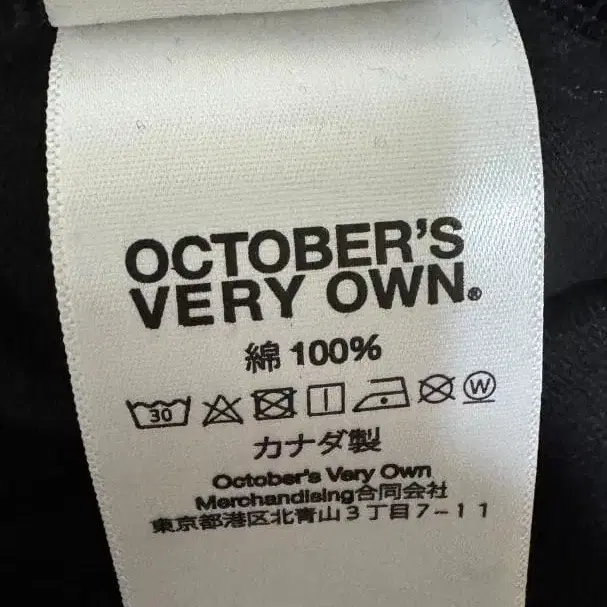 OCTOBER'S
VERY OWN.®
綿 100%
30 W
カナダ製
October's Very Own
Merchandising合同会社
東京都港区北青山3丁目7-11